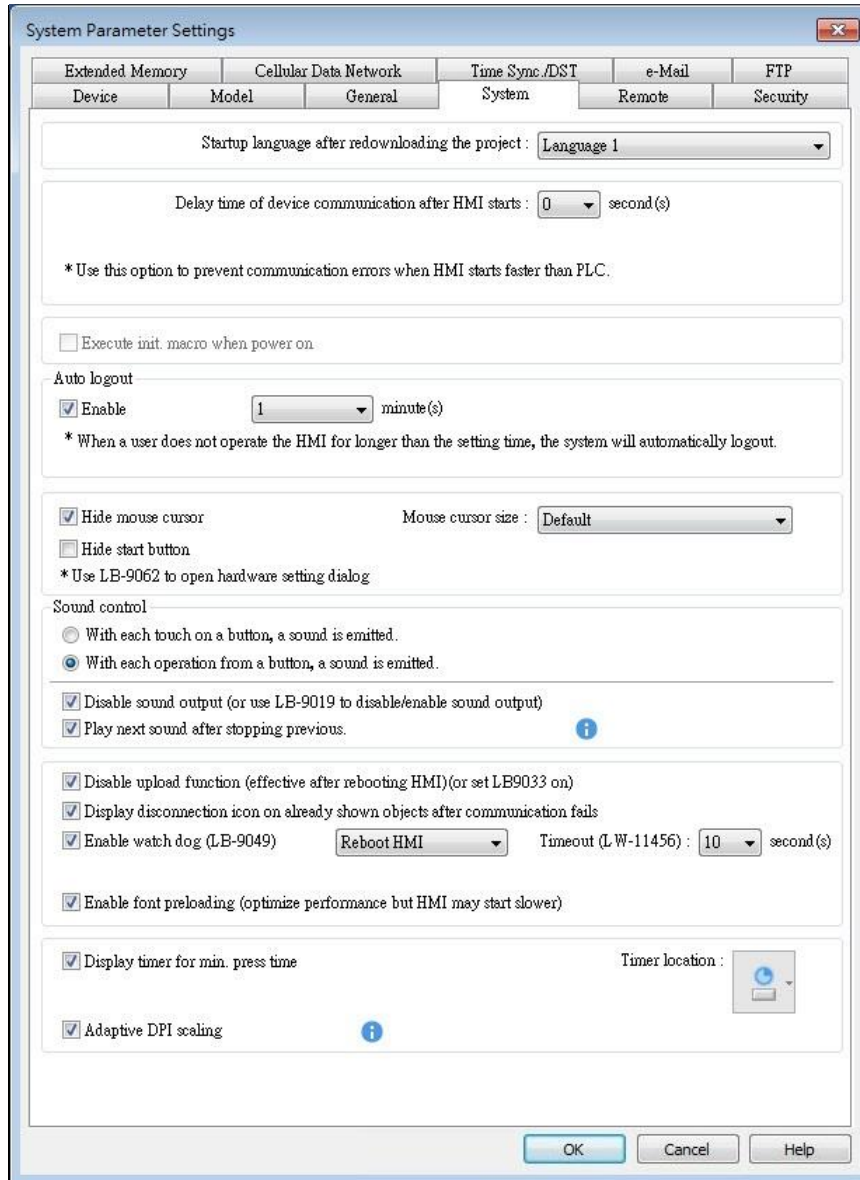 System Parameter Settings
Extended Memory Cellular Data Network Time Sync./DST e-Mail FTP
Device Model General System Remote Security
Startup language after redownloading the project : Language 1
Delay time of device communication after HMI starts : 0 second(s)
* Use this option to prevent communication errors when HMI starts faster than PLC.
Execute init. macro when power on
Auto logout
Enable 1 minute(s)
* When a user does not operate the HMI for longer than the setting time, the system will automatically logout.
Hide mouse cursor Mouse cursor size : Default
Hide start button
* Use LB-9062 to open hardware setting dialog
Sound control
With each touch on a button, a sound is emitted.
With each operation from a button, a sound is emitted.
Disable sound output (or use LB-9019 to disable/enable sound output)
Play next sound after stopping previous.
Disable upload function (effective after rebooting HMI)(or set LB9033 on)
Display disconnection icon on already shown objects after communication fails
Enable watch dog (LB-9049) Reboot HMI Timeout (LW-11456) : 10 second(s)
Enable font preloading (optimize performance but HMI may start slower)
Display timer for min. press time Timer location :
Adaptive DPI scaling
OK Cancel Help